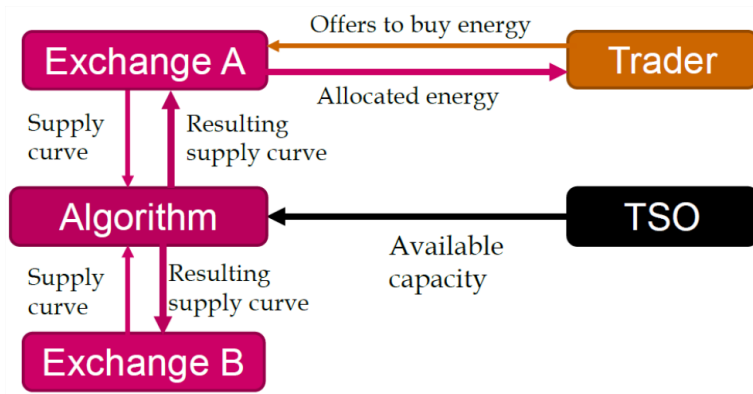 Offers to buy energy
Exchange A
Trader
Allocated energy
Supply
curve
Resulting
supply curve
Algorithm
TSO
Available
capacity
Supply
curve
Resulting
supply curve
Exchange B